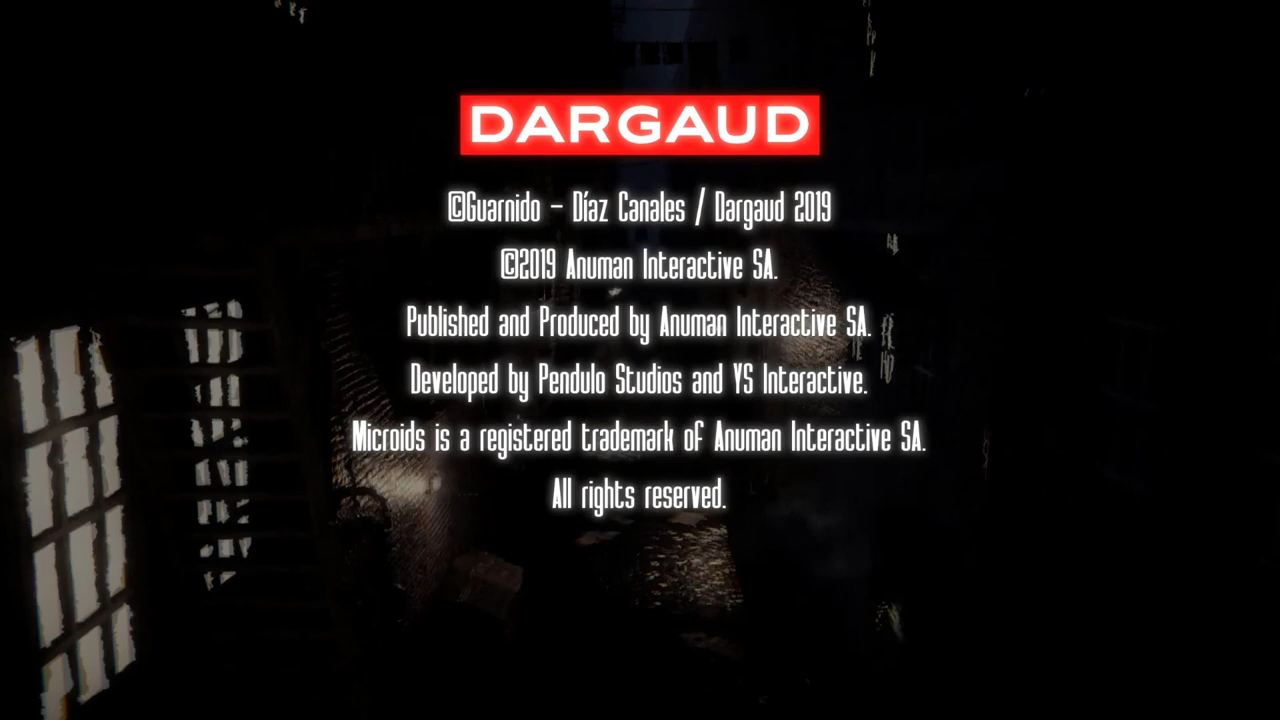 DARGAUD
©Guarnido - Díaz Canales / Dargaud 2019
©2019 Anuman Interactive SA.
Published and Produced by Anuman Interactive SA.
Developed by Pendulo Studios and YS Interactive.
Microids is a registered trademark of Anuman Interactive SA.
All rights reserved.